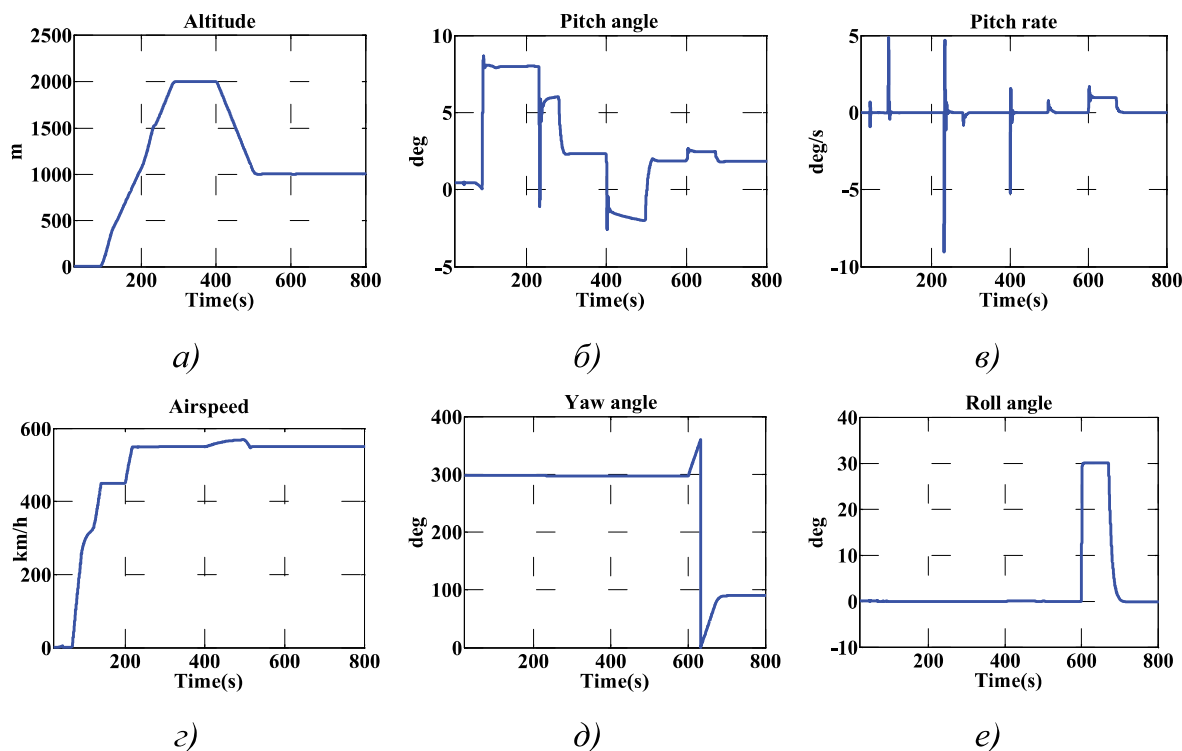 Altitude
2500
2000
1500
1000
500
0
m
200 400 600 800
Time(s)
а)
Pitch angle
10
5
0
-5
deg
200 400 600 800
Time(s)
б)
Pitch rate
5
0
-5
-10
deg/s
200 400 600 800
Time(s)
в)
Airspeed
600
400
200
0
km/h
200 400 600 800
Time(s)
г)
Yaw angle
400
300
200
100
0
deg
200 400 600 800
Time(s)
д)
Roll angle
40
30
20
10
0
-10
deg
200 400 600 800
Time(s)
е)